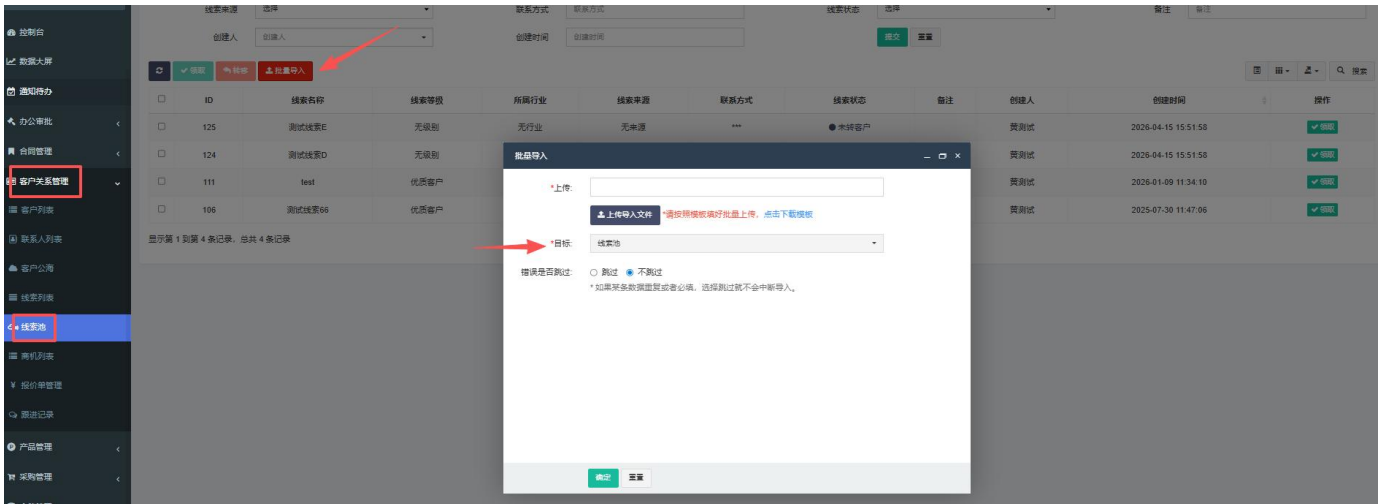 线索来源 选择 联系方式 联系方式 线索状态 选择 备注 备注
创建人 创建人 创建时间 创建时间 提交 重置
领取 转移 批量导入 搜索
ID 线索名称 线索等级 所属行业 线索来源 联系方式 线索状态 备注 创建人 创建时间 操作
125 测试线索E 无级别 无行业 无来源 *** 未转客户 黄测试 2026-04-15 15:51:58 领取
124 测试线索D 无级别 黄测试 2026-04-15 15:51:58 领取
111 test 优质客户 黄测试 2026-01-09 11:34:10 领取
106 测试线索66 优质客户 黄测试 2025-07-30 11:47:06 领取
显示第 1 到第 4 条记录，总共 4 条记录
控制台
数据大屏
通知待办
办公审批
合同管理
客户关系管理
客户列表
联系人列表
客户公海
线索列表
线索池
商机列表
报价单管理
跟进记录
产品管理
采购管理
批量导入
*上传:
上传导入文件 *请按照模板填好批量上传，点击下载模板
*目标: 线索池
错误是否跳过: 跳过 不跳过
* 如果某条数据重复或者必填，选择跳过就不会中断导入。
确定 重置